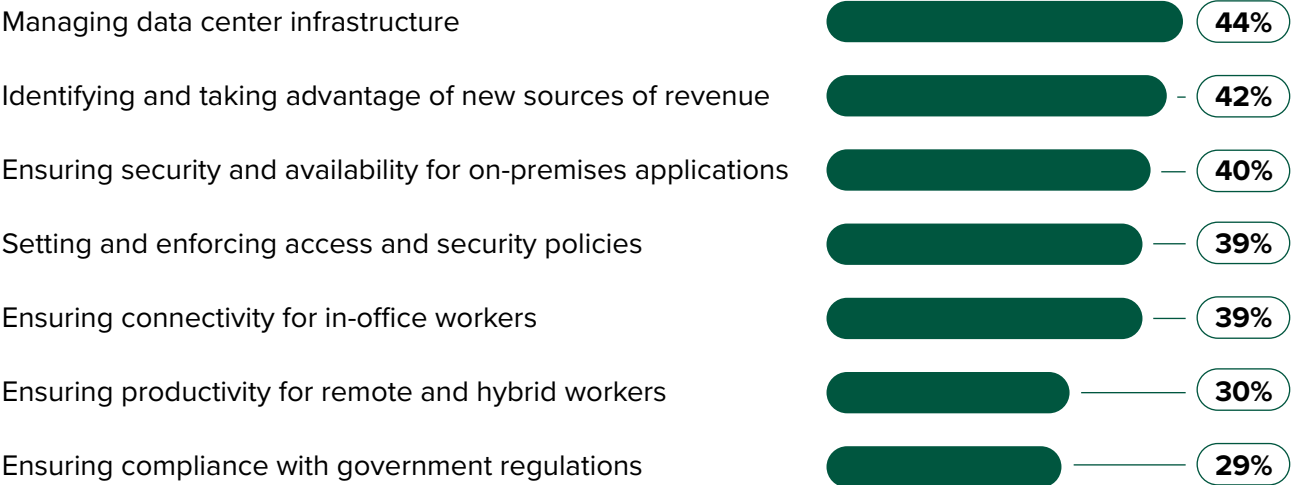 Managing data center infrastructure 44%
Identifying and taking advantage of new sources of revenue 42%
Ensuring security and availability for on-premises applications 40%
Setting and enforcing access and security policies 39%
Ensuring connectivity for in-office workers 39%
Ensuring productivity for remote and hybrid workers 30%
Ensuring compliance with government regulations 29%